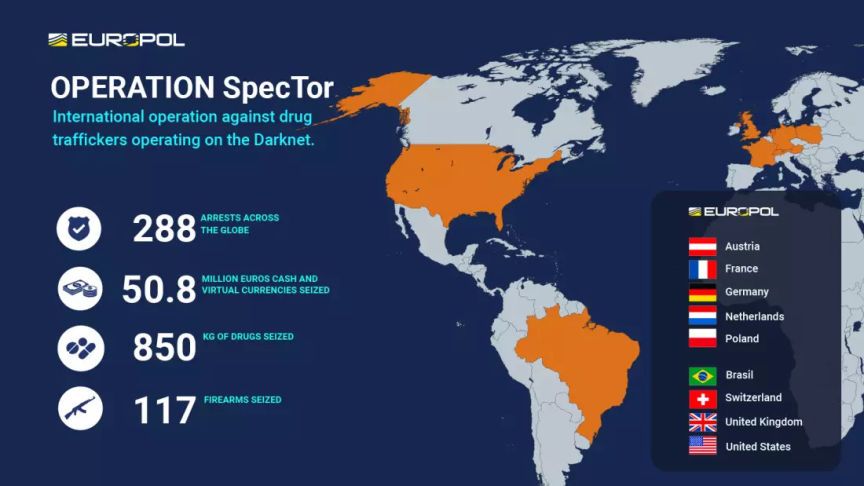 EUROPOL
OPERATION SpecTor
International operation against drug
traffickers operating on the Darknet.
288
ARRESTS ACROSS
THE GLOBE
50.8
MILLION EUROS CASH AND
VIRTUAL CURRENCIES SEIZED
850
KG OF DRUGS SEIZED
117
FIREARMS SEIZED
EUROPOL
Austria
France
Germany
Netherlands
Poland
Brasil
Switzerland
United Kingdom
United States